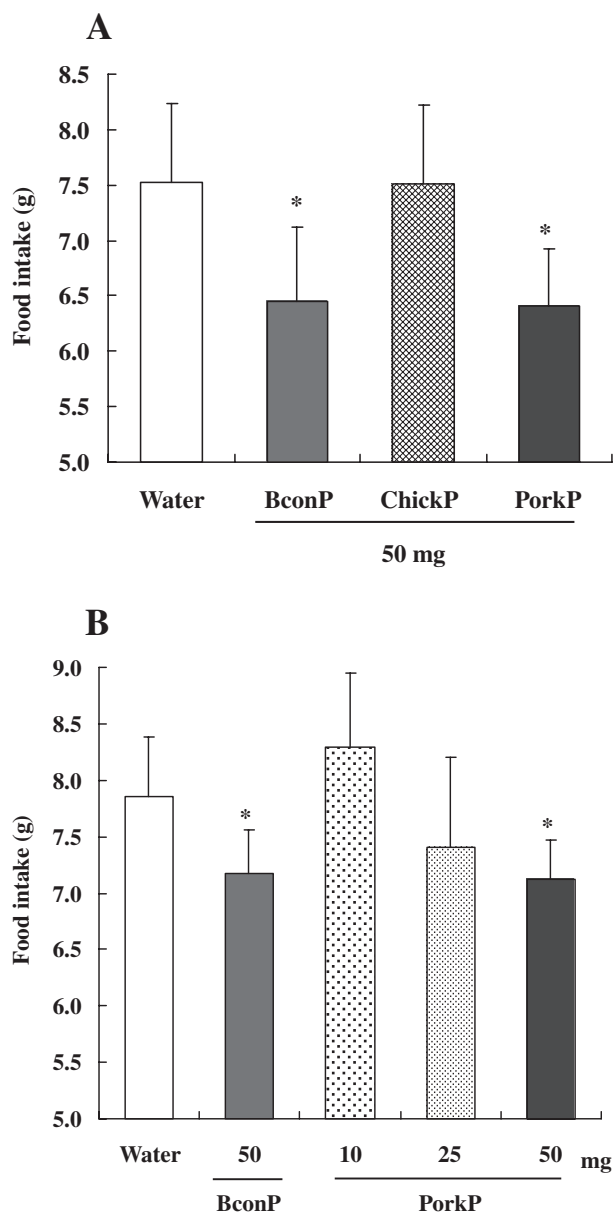 A
8.5
8.0
7.5
7.0
6.5
6.0
5.5
5.0
Food intake (g)
* *
Water BconP ChickP PorkP
50 mg
B
9.0
8.5
8.0
7.5
7.0
6.5
6.0
5.5
5.0
Food intake (g)
* *
Water 50 10 25 50 mg
BconP PorkP